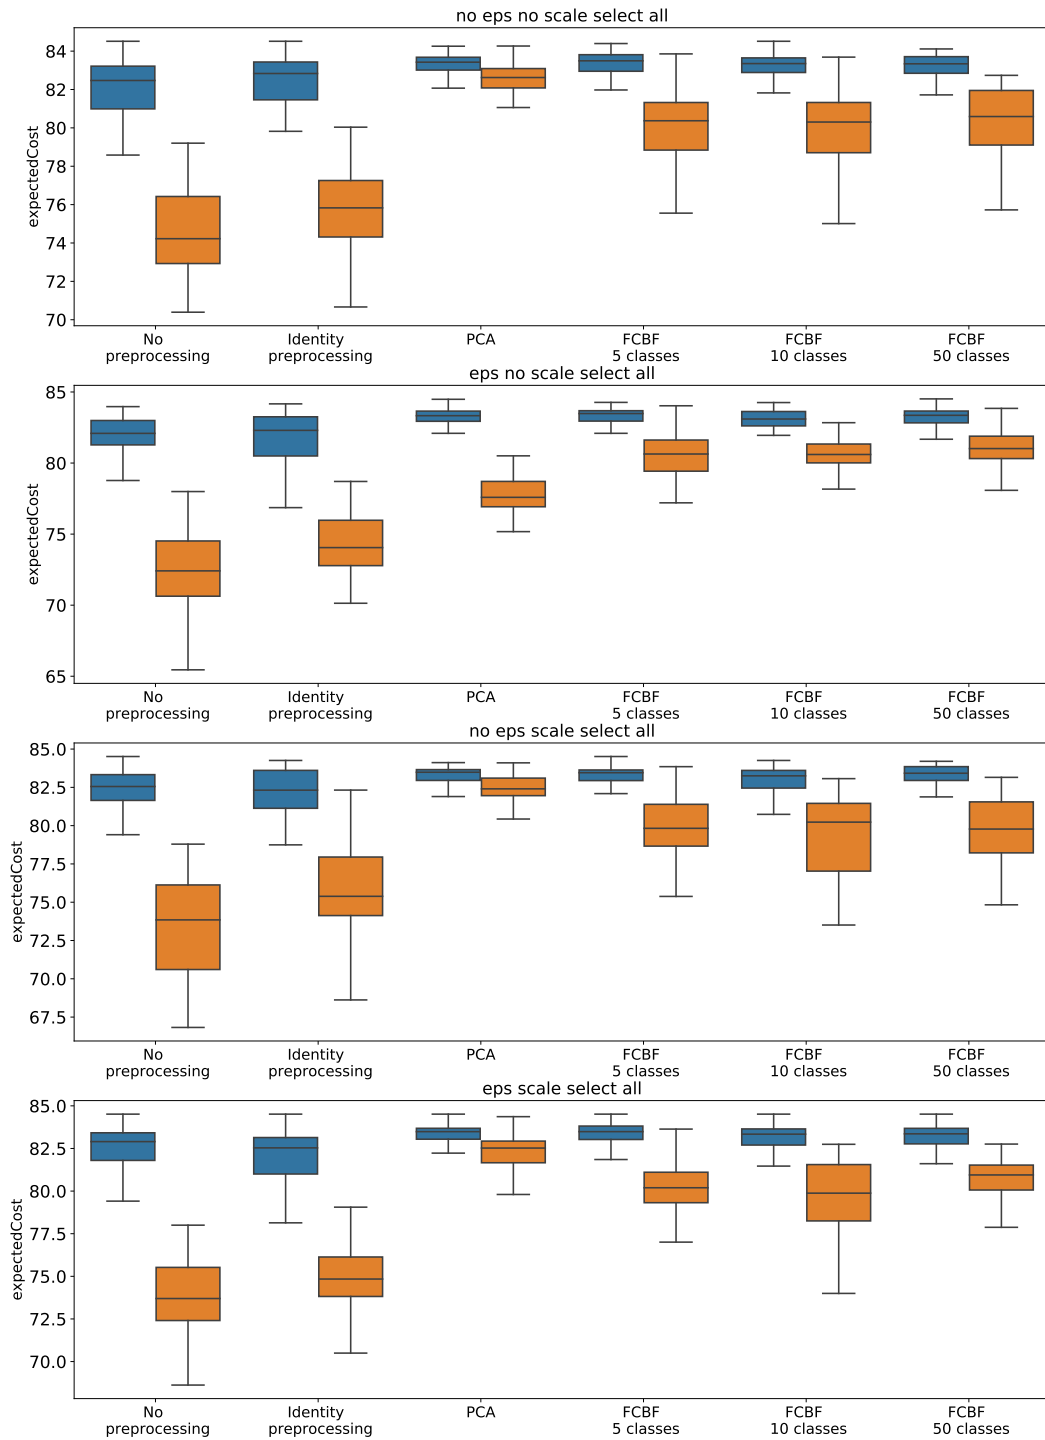 no eps no scale select all
84
82
80
78
76
74
72
70
expectedCost
No preprocessing
Identity preprocessing
PCA
FCBF 5 classes
FCBF 10 classes
FCBF 50 classes
eps no scale select all
85
80
75
70
65
expectedCost
No preprocessing
Identity preprocessing
PCA
FCBF 5 classes
FCBF 10 classes
FCBF 50 classes
no eps scale select all
85.0
82.5
80.0
77.5
75.0
72.5
70.0
67.5
expectedCost
No preprocessing
Identity preprocessing
PCA
FCBF 5 classes
FCBF 10 classes
FCBF 50 classes
eps scale select all
85.0
82.5
80.0
77.5
75.0
72.5
70.0
expectedCost
No preprocessing
Identity preprocessing
PCA
FCBF 5 classes
FCBF 10 classes
FCBF 50 classes